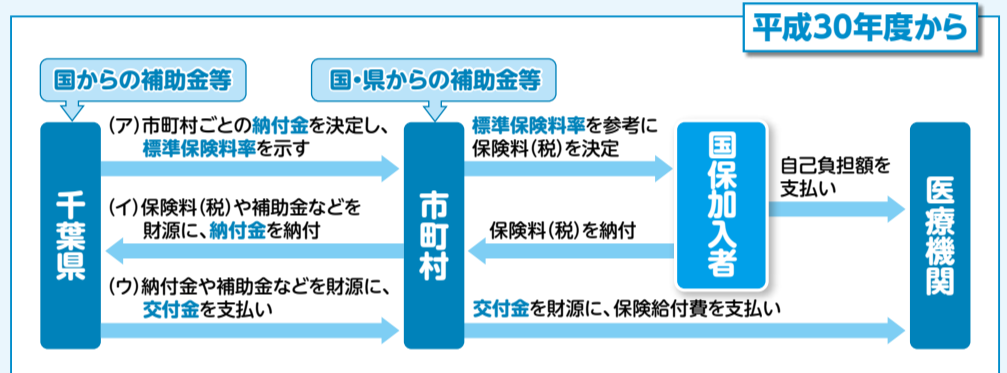 平成30年度から
国からの補助金等
国・県からの補助金等
千葉県
(ア)市町村ごとの納付金を決定し、
標準保険料率を示す
(イ)保険料(税)や補助金などを
財源に、納付金を納付
(ウ)納付金や補助金などを財源に、
交付金を支払い
市町村
標準保険料率を参考に
保険料(税)を決定
保険料(税)を納付
交付金を財源に、保険給付費を支払い
国保加入者
自己負担額を
支払い
医療機関